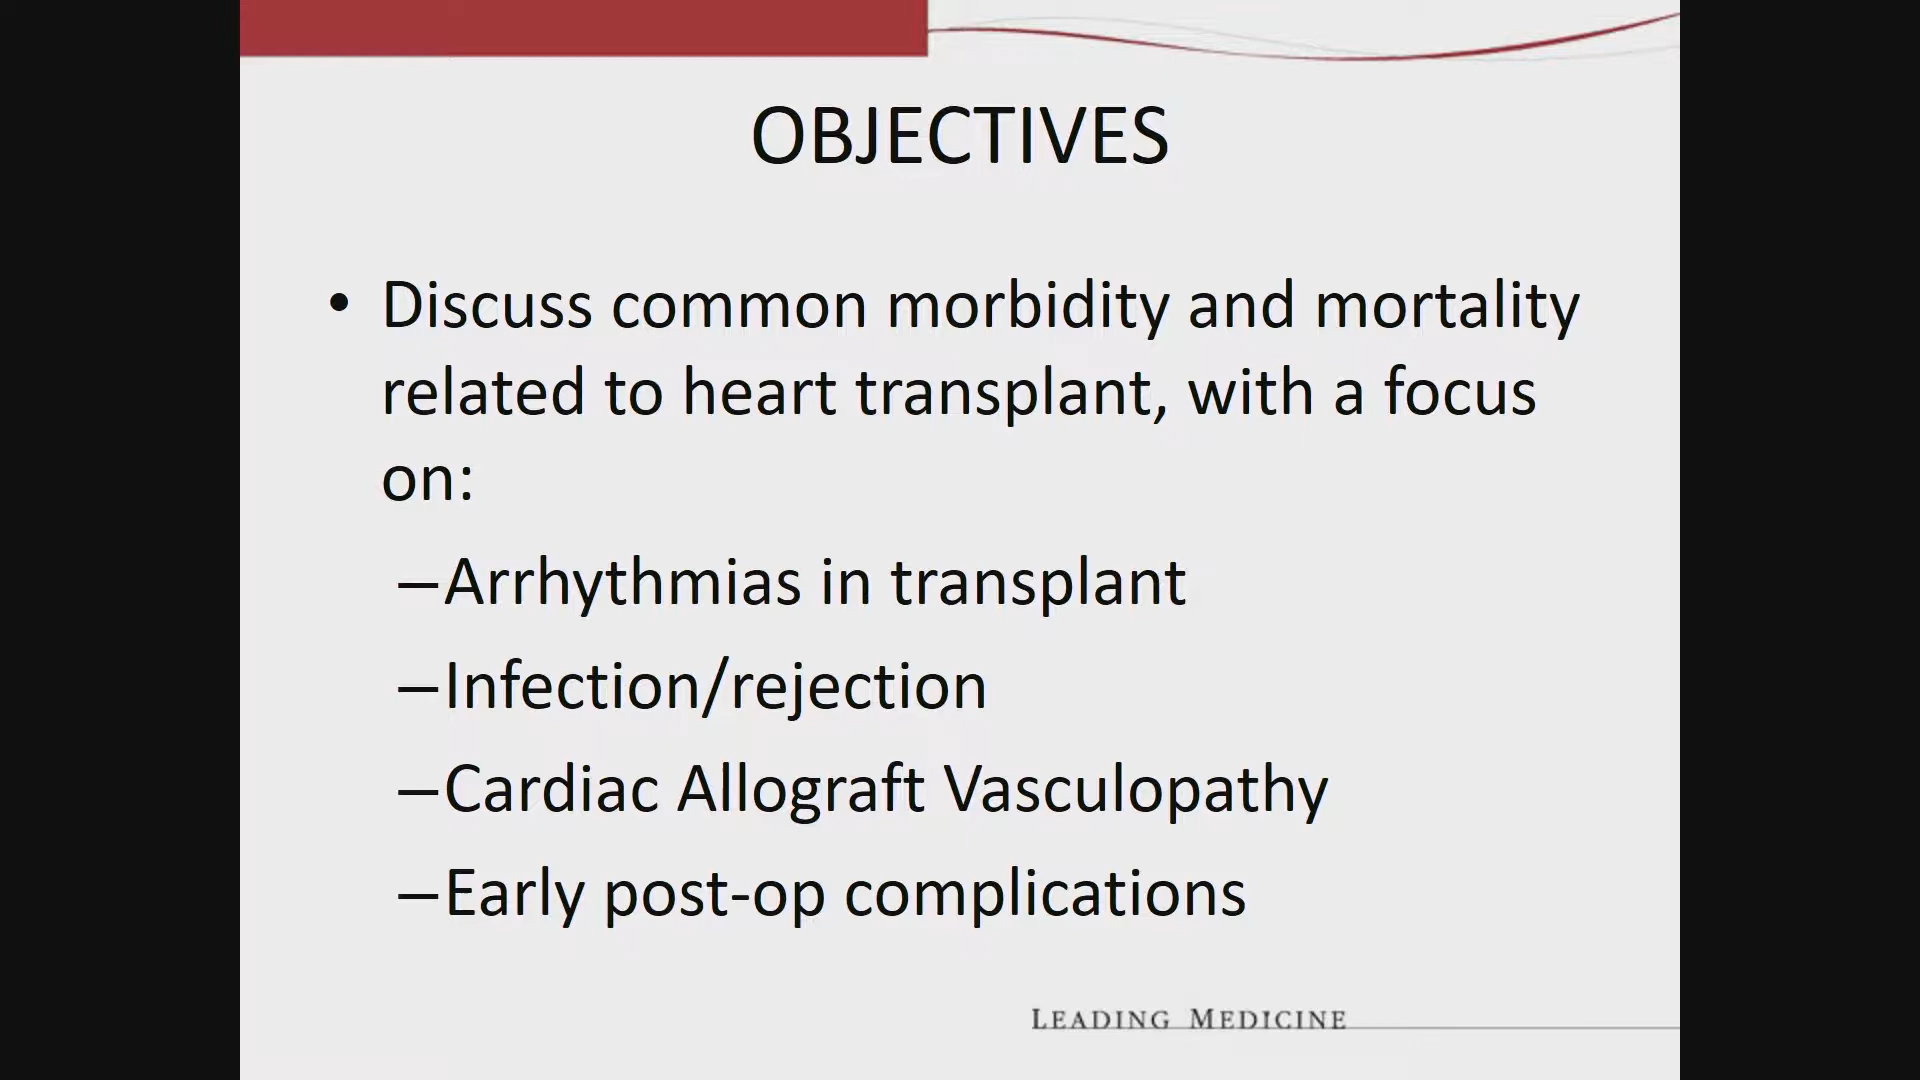 OBJECTIVES
• Discuss common morbidity and mortality
related to heart transplant, with a focus
on:
–Arrhythmias in transplant
–Infection/rejection
–Cardiac Allograft Vasculopathy
–Early post-op complications
LEADING MEDICINE